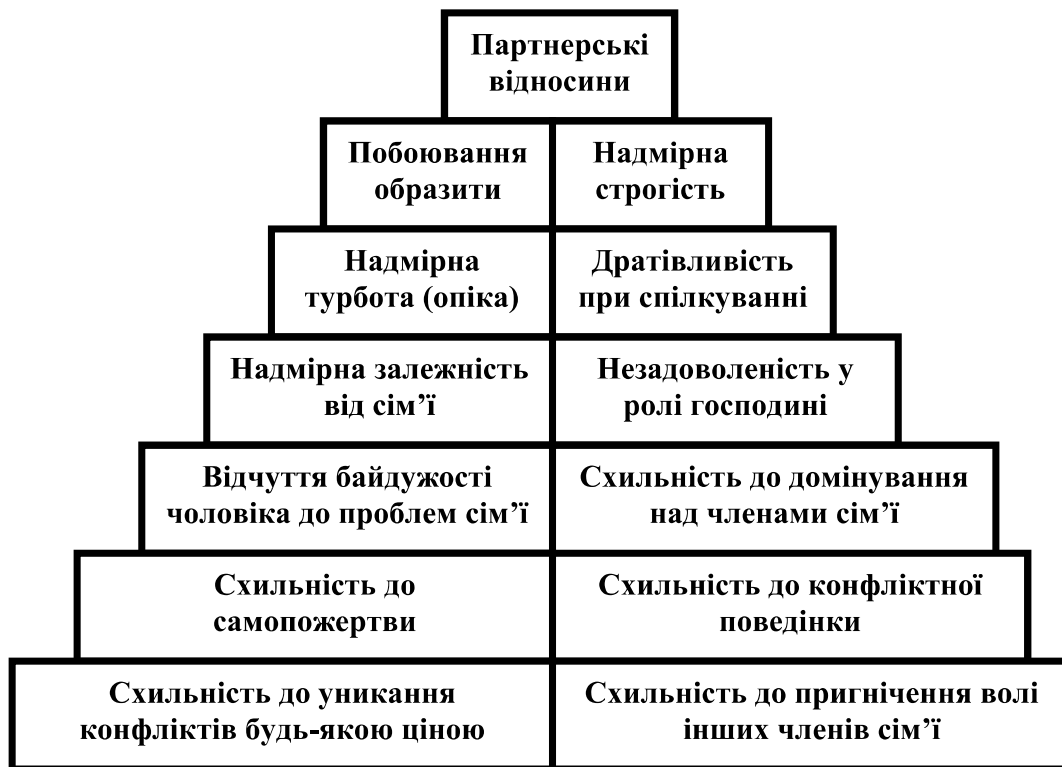 Партнерські
відносини
Побоювання
образити
Надмірна
строгість
Надмірна
турбота (опіка)
Дратівливість
при спілкуванні
Надмірна залежність
від сім’ї
Незадоволеність у
ролі господині
Відчуття байдужості
чоловіка до проблем сім’ї
Схильність до домінування
над членами сім’ї
Схильність до
самопожертви
Схильність до конфліктної
поведінки
Схильність до уникання
конфліктів будь-якою ціною
Схильність до пригнічення волі
інших членів сім’ї